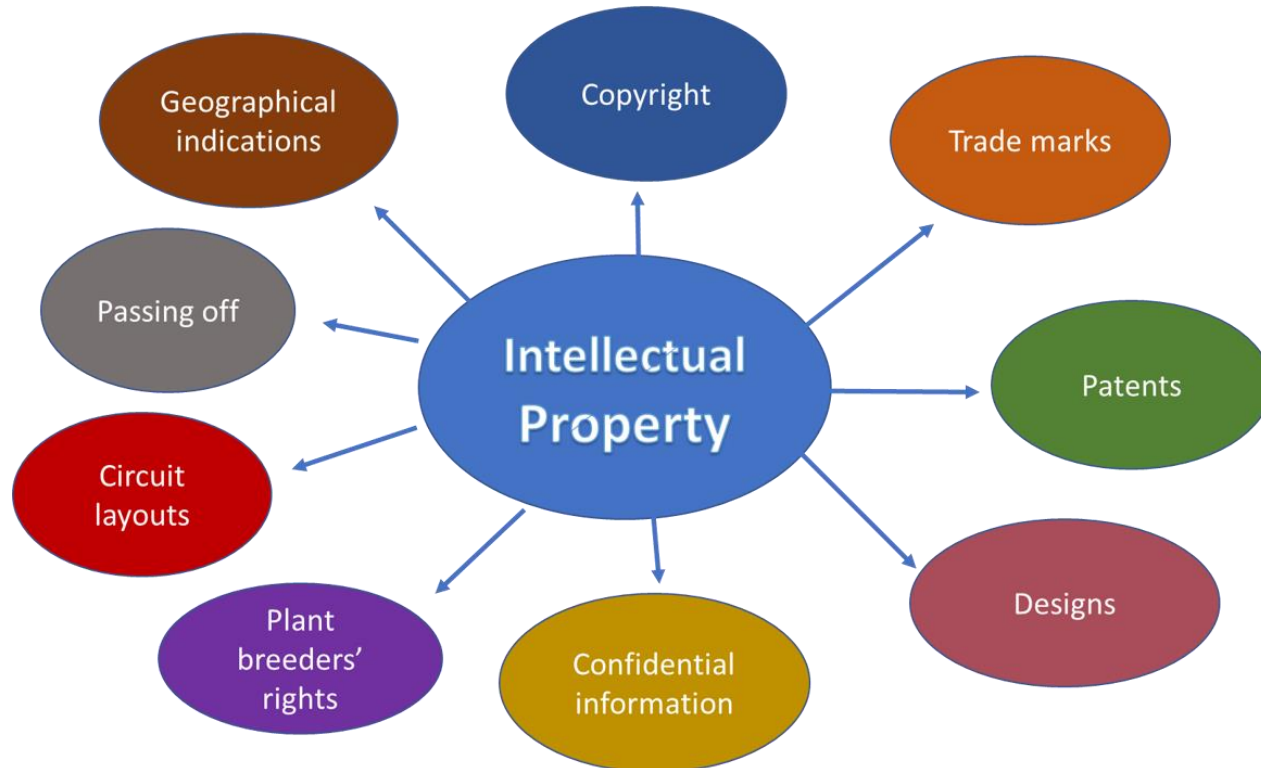 Geographical
indications
Copyright
Trade marks
Passing off
Intellectual
Property
Patents
Circuit
layouts
Designs
Plant
breeders’
rights
Confidential
information